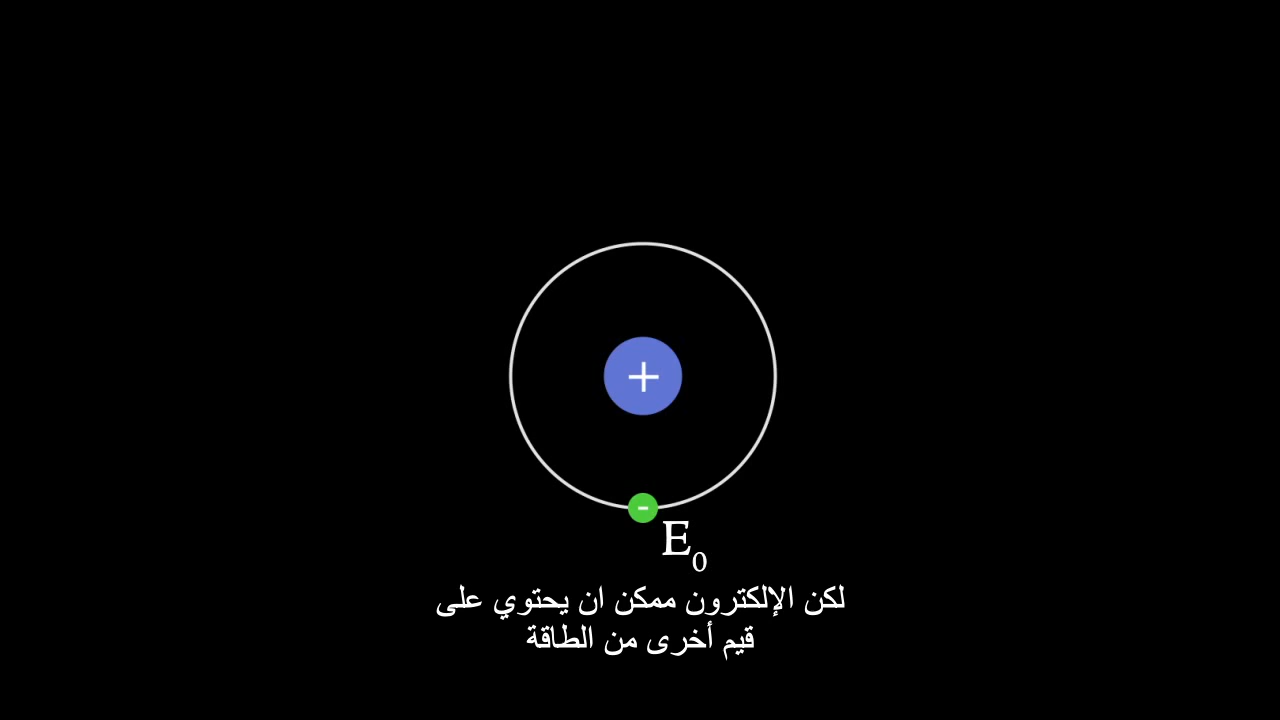 +
-
E₀
لكن الإلكترون ممكن ان يحتوي على
قيم أخرى من الطاقة